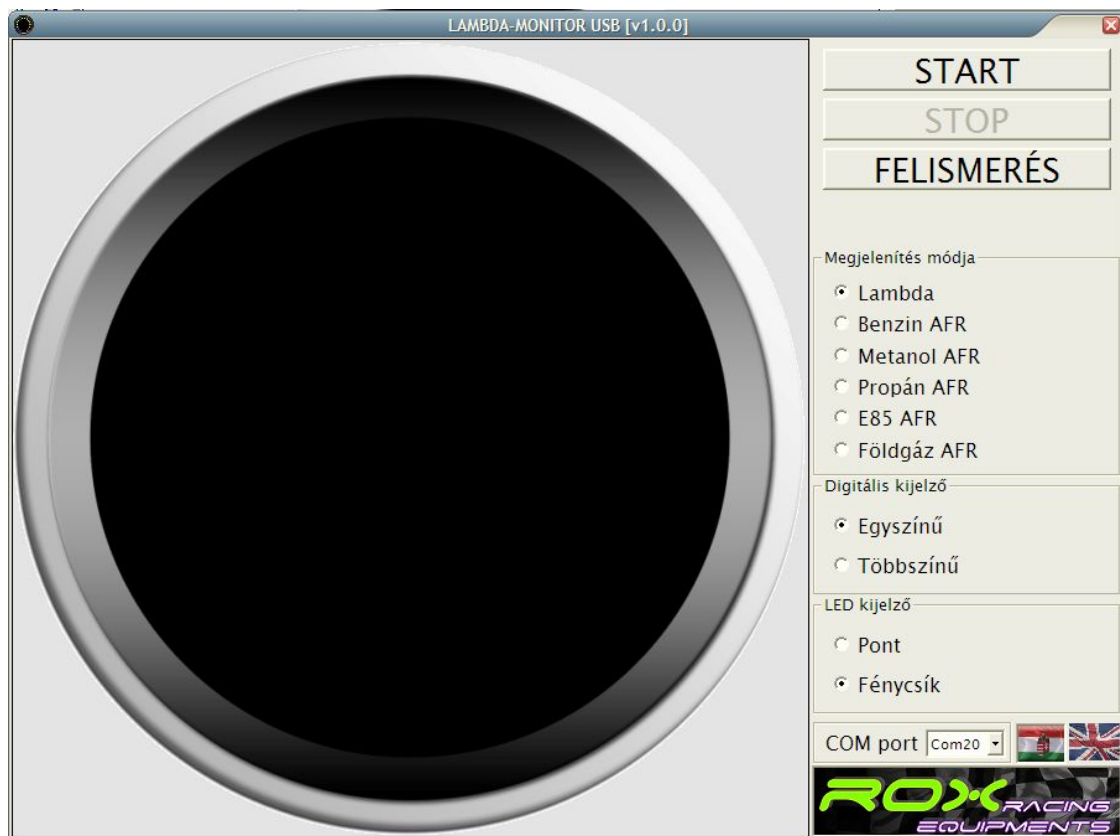 LAMBDA-MONITOR USB [v1.0.0]
START
STOP
FELISMERÉS
Megjelenítés módja
Lambda
Benzin AFR
Metanol AFR
Propán AFR
E85 AFR
Földgáz AFR
Digitális kijelző
Egyszínű
Többszínű
LED kijelző
Pont
Fénycsík
COM port Com20
ROX RACING
EQUIPMENTS